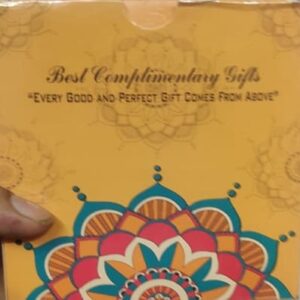 Best Complimentary Gifts
"EVERY GOOD AND PERFECT GIFT COMES FROM ABOVE"